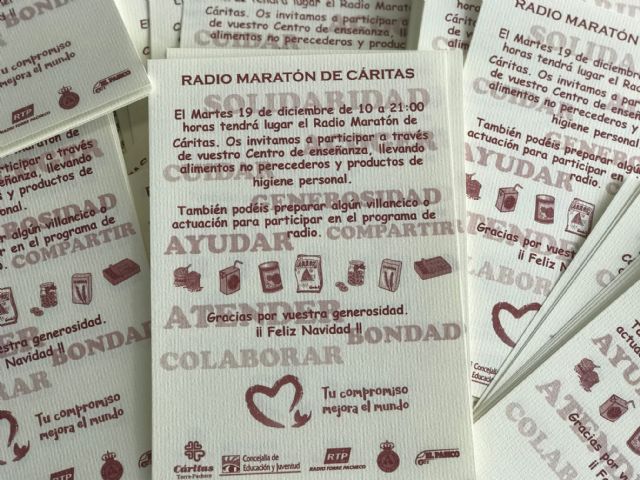 RADIO MARATÓN DE CÁRITAS
SOLIDARIDAD
El Martes 19 de diciembre de 10 a 21:00
horas tendrá lugar el Radio Maratón de
Cáritas. Os invitamos a participar a través
de vuestro Centro de enseñanza, llevando
CUIDAR
alimentos no perecederos y productos de
higiene personal.
GENEROSIDAD
También podéis preparar algún villancico o
actuación para participar en el programa de
radio.
COMPARTIR
AYUDAR
ATENDER
Gracias por vuestra generosidad.
¡¡ Feliz Navidad !!
BONDAD
COLABORAR
Tu compromiso
mejora el mundo
Cáritas
Torre-Pacheco
Concejalía de
Educación y Juventud
RTP
RADIO TORRE PACHECO
EL PASICO